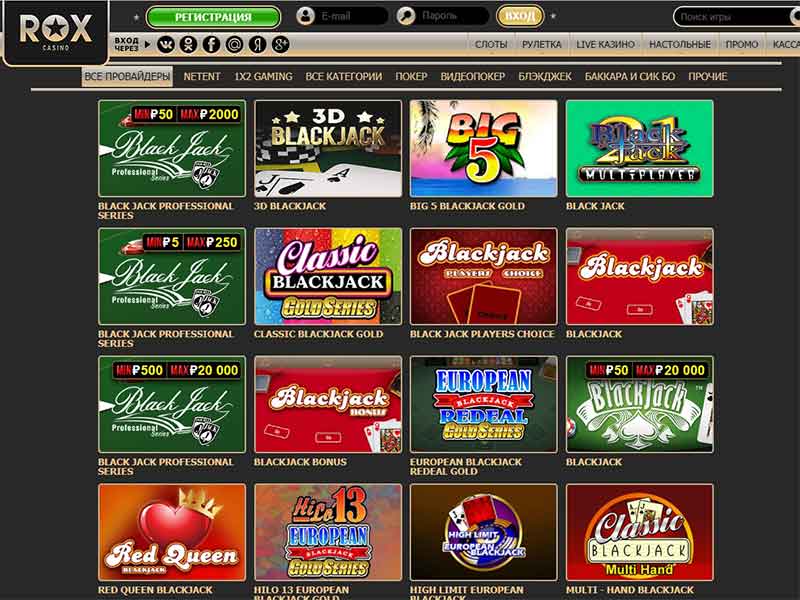 ROX
CASINO
РЕГИСТРАЦИЯ
E-mail
Пароль
ВХОД
Поиск игры
ВХОД
ЧЕРЕЗ
СЛОТЫ РУЛЕТКА LIVE КАЗИНО НАСТОЛЬНЫЕ ПРОМО КАССА
ВСЕ ПРОВАЙДЕРЫ NETENT 1X2 GAMING ВСЕ КАТЕГОРИИ ПОКЕР ВИДЕОПОКЕР БЛЭКДЖЕК БАККАРА И СИК БО ПРОЧИЕ
MIN ₽50 MAX ₽2000
Black Jack
Professional
Series
3D
BLACKJACK
BIG
5
Black
21
Jack
MULTIPLAYER
BLACK JACK PROFESSIONAL
SERIES
3D BLACKJACK
BIG 5 BLACKJACK GOLD
BLACK JACK
MIN ₽5 MAX ₽250
Black Jack
Professional
Series
Classic
BLACKJACK
GOLD SERIES
Blackjack
PLAYERS CHOICE
Blackjack
BLACK JACK PROFESSIONAL
SERIES
CLASSIC BLACKJACK GOLD
BLACK JACK PLAYERS CHOICE
BLACKJACK
MIN ₽500 MAX ₽20 000
Black Jack
Professional
Series
Blackjack
BONUS
EUROPEAN
BLACKJACK
REDEAL
GOLD SERIES
MIN ₽50 MAX ₽20 000
BLACKJACK
BLACK JACK PROFESSIONAL
SERIES
BLACKJACK BONUS
EUROPEAN BLACKJACK
REDEAL GOLD
BLACKJACK
Red Queen
BLACKJACK
HiLo 13
EUROPEAN
BLACKJACK
GOLD SERIES
HIGH LIMIT
EUROPEAN
BLACKJACK
Classic
BLACKJACK
Multi Hand
RED QUEEN BLACKJACK
HILO 13 EUROPEAN
BLACKJACK GOLD
HIGH LIMIT EUROPEAN
BLACKJACK
MULTI - HAND BLACKJACK